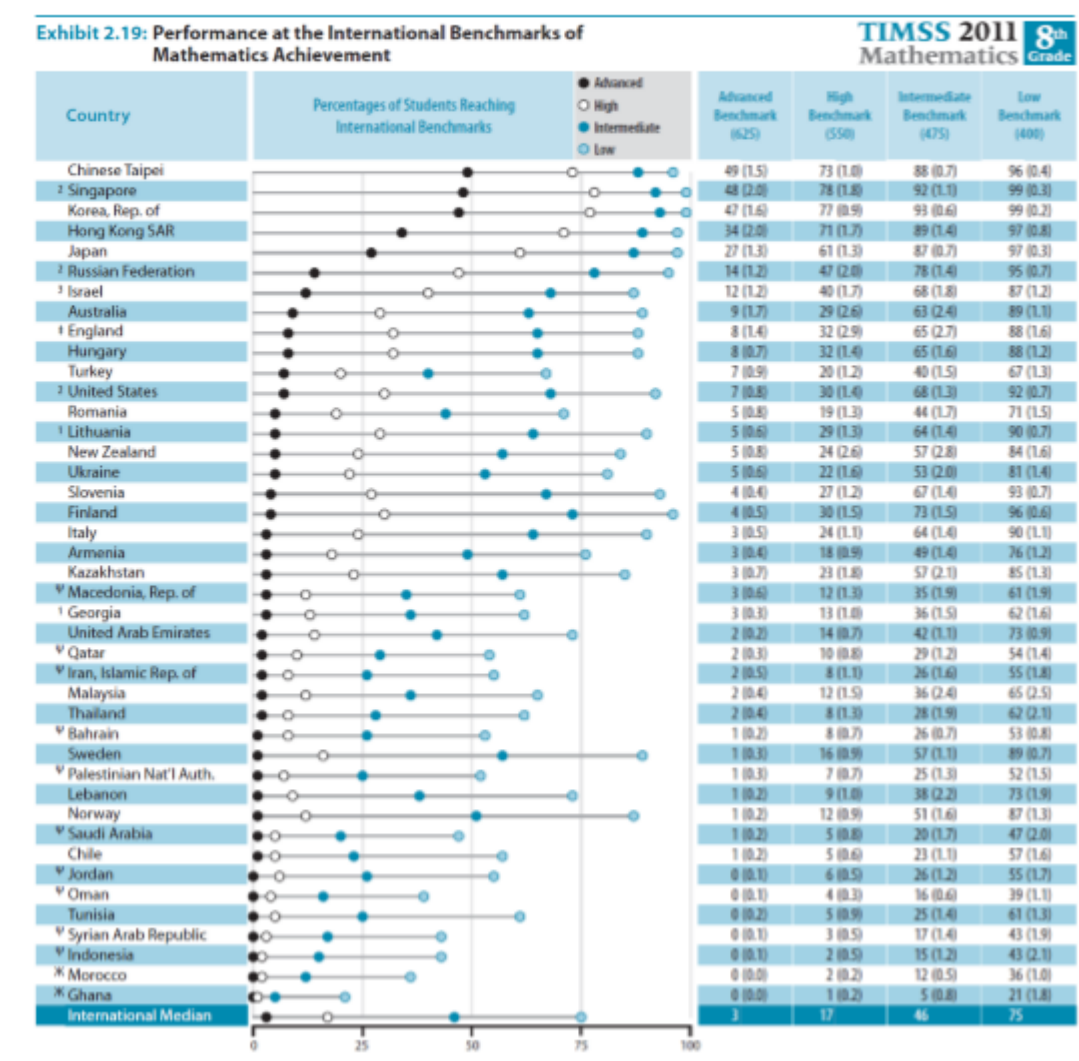 Exhibit 2.19: Performance at the International Benchmarks of
Mathematics Achievement
TIMSS 2011 8th
Mathematics Grade
Country
Percentages of Students Reaching
International Benchmarks
Advanced
High
Intermediate
Low
Advanced Benchmark (625)
High Benchmark (550)
Intermediate Benchmark (475)
Low Benchmark (400)
Chinese Taipei 49 (1.5) 73 (1.0) 88 (0.7) 96 (0.4)
² Singapore 48 (2.0) 78 (1.8) 92 (1.1) 99 (0.3)
Korea, Rep. of 47 (1.6) 77 (0.9) 93 (0.6) 99 (0.2)
Hong Kong SAR 34 (2.0) 71 (1.7) 89 (1.4) 97 (0.8)
Japan 27 (1.3) 61 (1.3) 87 (0.7) 97 (0.3)
² Russian Federation 14 (1.2) 47 (2.0) 78 (1.4) 95 (0.7)
³ Israel 12 (1.2) 40 (1.7) 68 (1.8) 87 (1.2)
Australia 9 (1.7) 29 (2.6) 63 (2.4) 89 (1.1)
‡ England 8 (1.4) 32 (2.9) 65 (2.7) 88 (1.6)
Hungary 8 (0.7) 32 (1.4) 65 (1.6) 88 (1.2)
Turkey 7 (0.9) 20 (1.2) 40 (1.5) 67 (1.3)
² United States 7 (0.8) 30 (1.4) 68 (1.3) 92 (0.7)
Romania 5 (0.8) 19 (1.3) 44 (1.7) 71 (1.5)
¹ Lithuania 5 (0.6) 29 (1.3) 64 (1.4) 90 (0.7)
New Zealand 5 (0.8) 24 (2.6) 57 (2.8) 84 (1.6)
Ukraine 5 (0.6) 22 (1.6) 53 (2.0) 81 (1.4)
Slovenia 4 (0.4) 27 (1.2) 67 (1.4) 93 (0.7)
Finland 4 (0.5) 30 (1.5) 73 (1.5) 96 (0.6)
Italy 3 (0.5) 24 (1.1) 64 (1.4) 90 (1.1)
Armenia 3 (0.4) 18 (0.9) 49 (1.4) 76 (1.2)
Kazakhstan 3 (0.7) 23 (1.8) 57 (2.1) 85 (1.3)
Ψ Macedonia, Rep. of 3 (0.6) 12 (1.3) 35 (1.9) 61 (1.9)
¹ Georgia 3 (0.3) 13 (1.0) 36 (1.5) 62 (1.6)
United Arab Emirates 2 (0.2) 14 (0.7) 42 (1.1) 73 (0.9)
Ψ Qatar 2 (0.3) 10 (0.8) 29 (1.2) 54 (1.4)
Ψ Iran, Islamic Rep. of 2 (0.5) 8 (1.1) 26 (1.6) 55 (1.8)
Malaysia 2 (0.4) 12 (1.5) 36 (2.4) 65 (2.5)
Thailand 2 (0.4) 8 (1.3) 28 (1.9) 62 (2.1)
Ψ Bahrain 1 (0.2) 8 (0.7) 26 (0.7) 53 (0.8)
Sweden 1 (0.3) 16 (0.9) 57 (1.1) 89 (0.7)
Ψ Palestinian Nat'l Auth. 1 (0.3) 7 (0.7) 25 (1.3) 52 (1.5)
Lebanon 1 (0.2) 9 (1.0) 38 (2.2) 73 (1.9)
Norway 1 (0.2) 12 (0.9) 51 (1.6) 87 (1.3)
Ψ Saudi Arabia 1 (0.2) 5 (0.8) 20 (1.7) 47 (2.0)
Chile 1 (0.2) 5 (0.6) 23 (1.1) 57 (1.6)
Ψ Jordan 0 (0.1) 6 (0.5) 26 (1.2) 55 (1.7)
Ψ Oman 0 (0.1) 4 (0.3) 16 (0.6) 39 (1.1)
Tunisia 0 (0.2) 5 (0.9) 25 (1.4) 61 (1.3)
Ψ Syrian Arab Republic 0 (0.1) 3 (0.5) 17 (1.4) 43 (1.9)
Ψ Indonesia 0 (0.1) 2 (0.5) 15 (1.2) 43 (2.1)
Ж Morocco 0 (0.0) 2 (0.2) 12 (0.5) 36 (1.0)
Ж Ghana 0 (0.0) 1 (0.2) 5 (0.8) 21 (1.8)
International Median 3 17 46 75
0 25 50 75 100